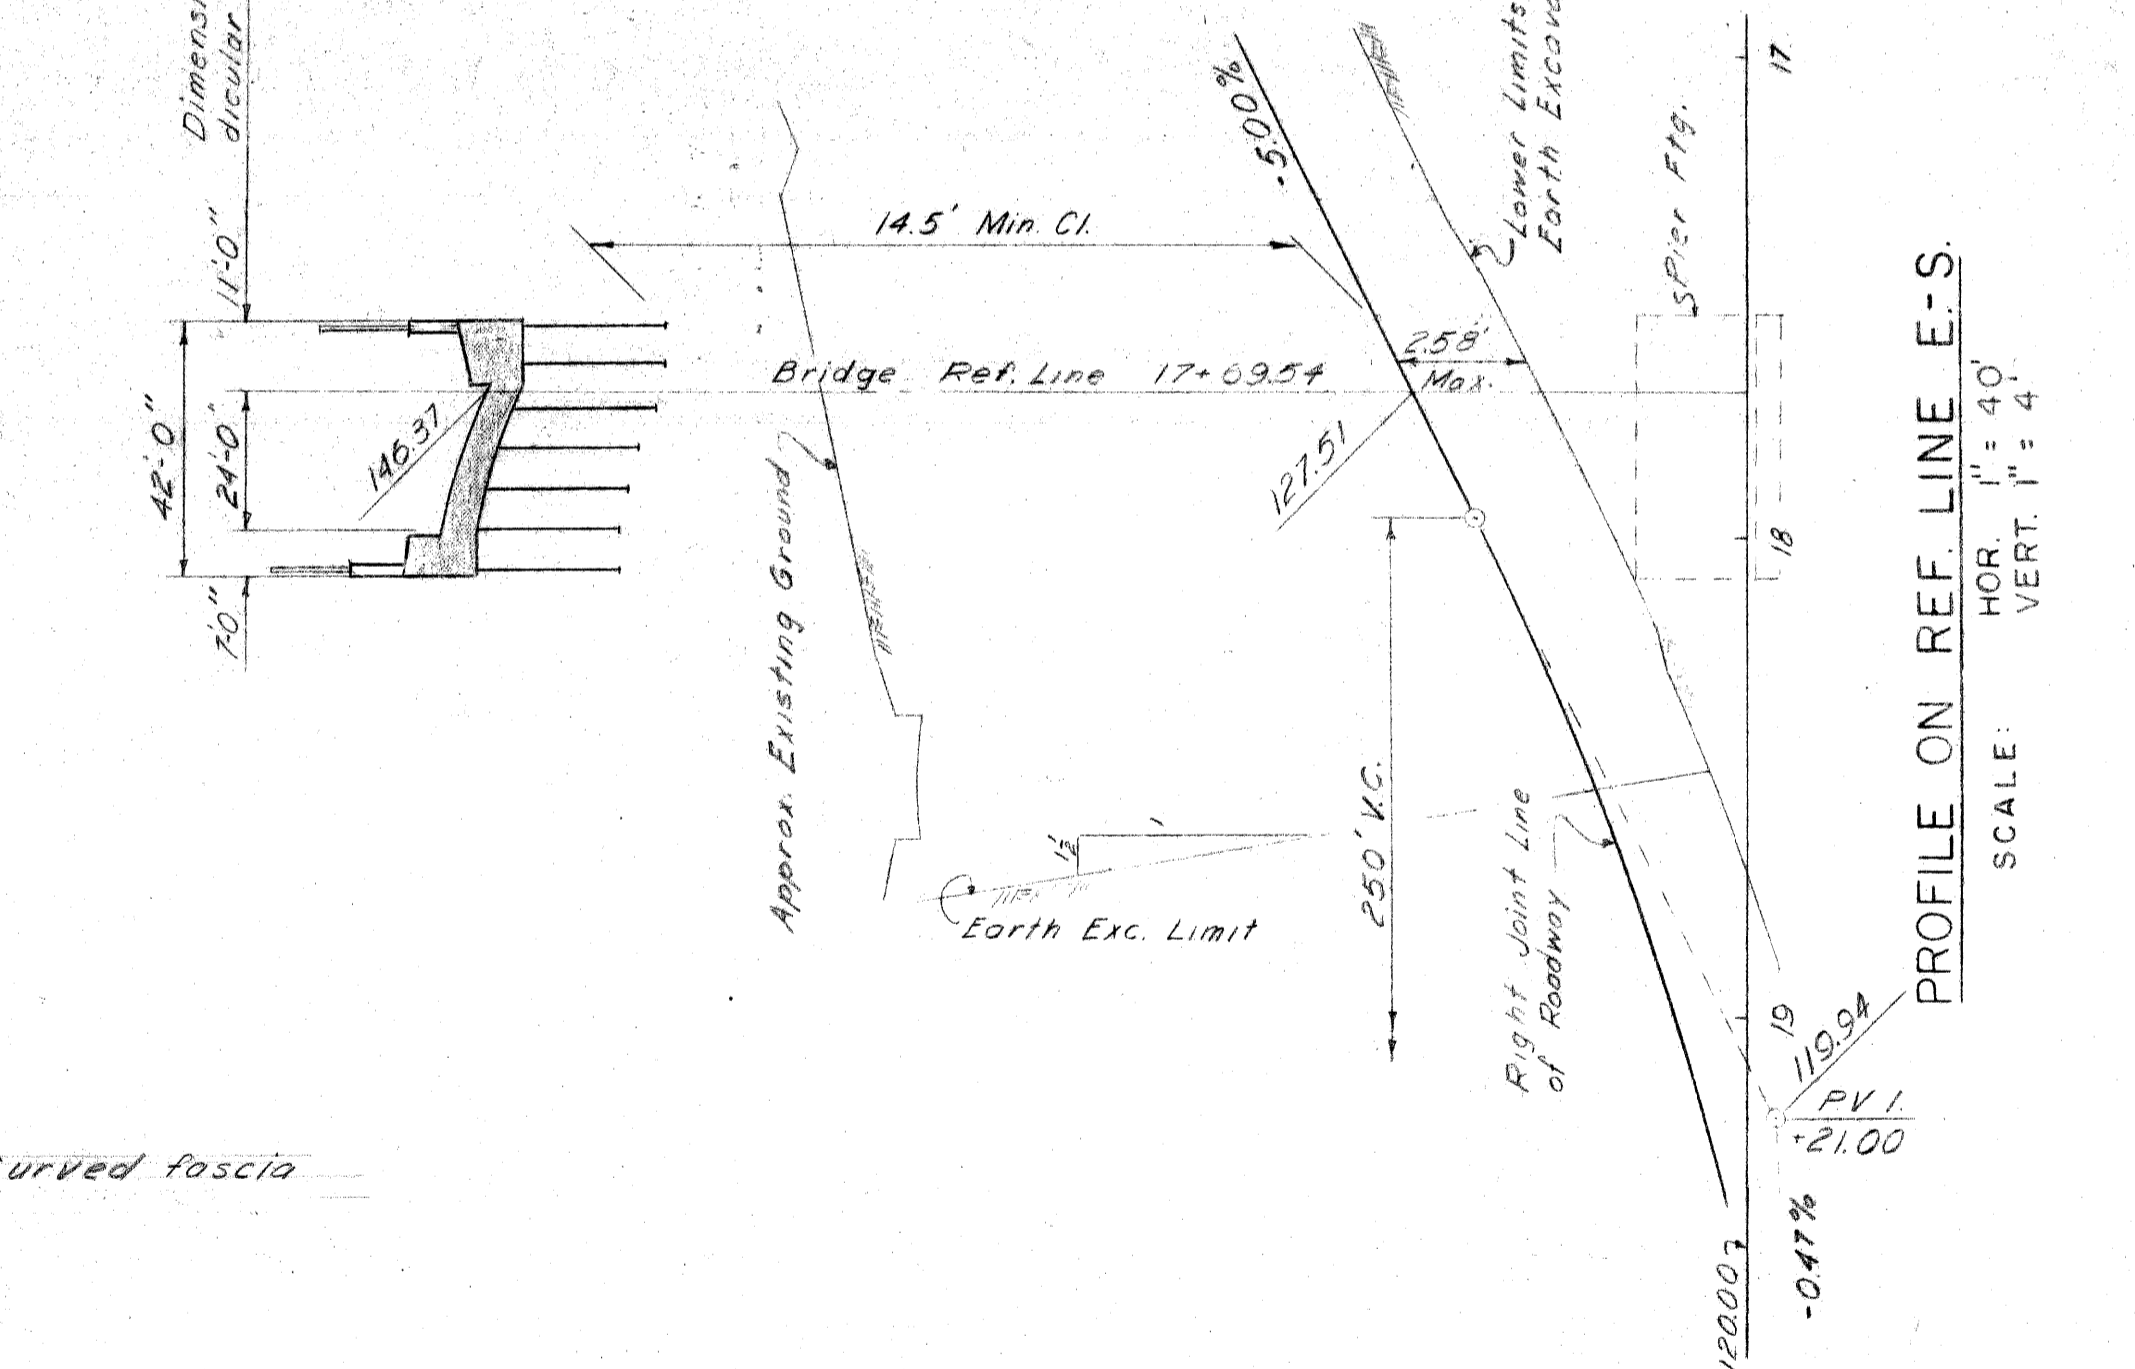 Dimensi
dicular
11'-0"
42'-0"
24'-0"
7'-0"
146.37
14.5' Min. Cl.
Bridge Ref. Line 17+69.54
Approx. Existing Ground
Earth Exc. Limit
1 1/2
1
127.51
-5.00%
2.58'
Max.
Lower Limits
Earth Excava
Pier Ftg.
250' V.C.
Right Joint Line
of Roadway
17
18
19
119.94
P.V.I.
+21.00
-0.47%
120.00
urved fascia
PROFILE ON REF. LINE E.-S.
SCALE: HOR. 1" = 40'
VERT. 1" = 4'